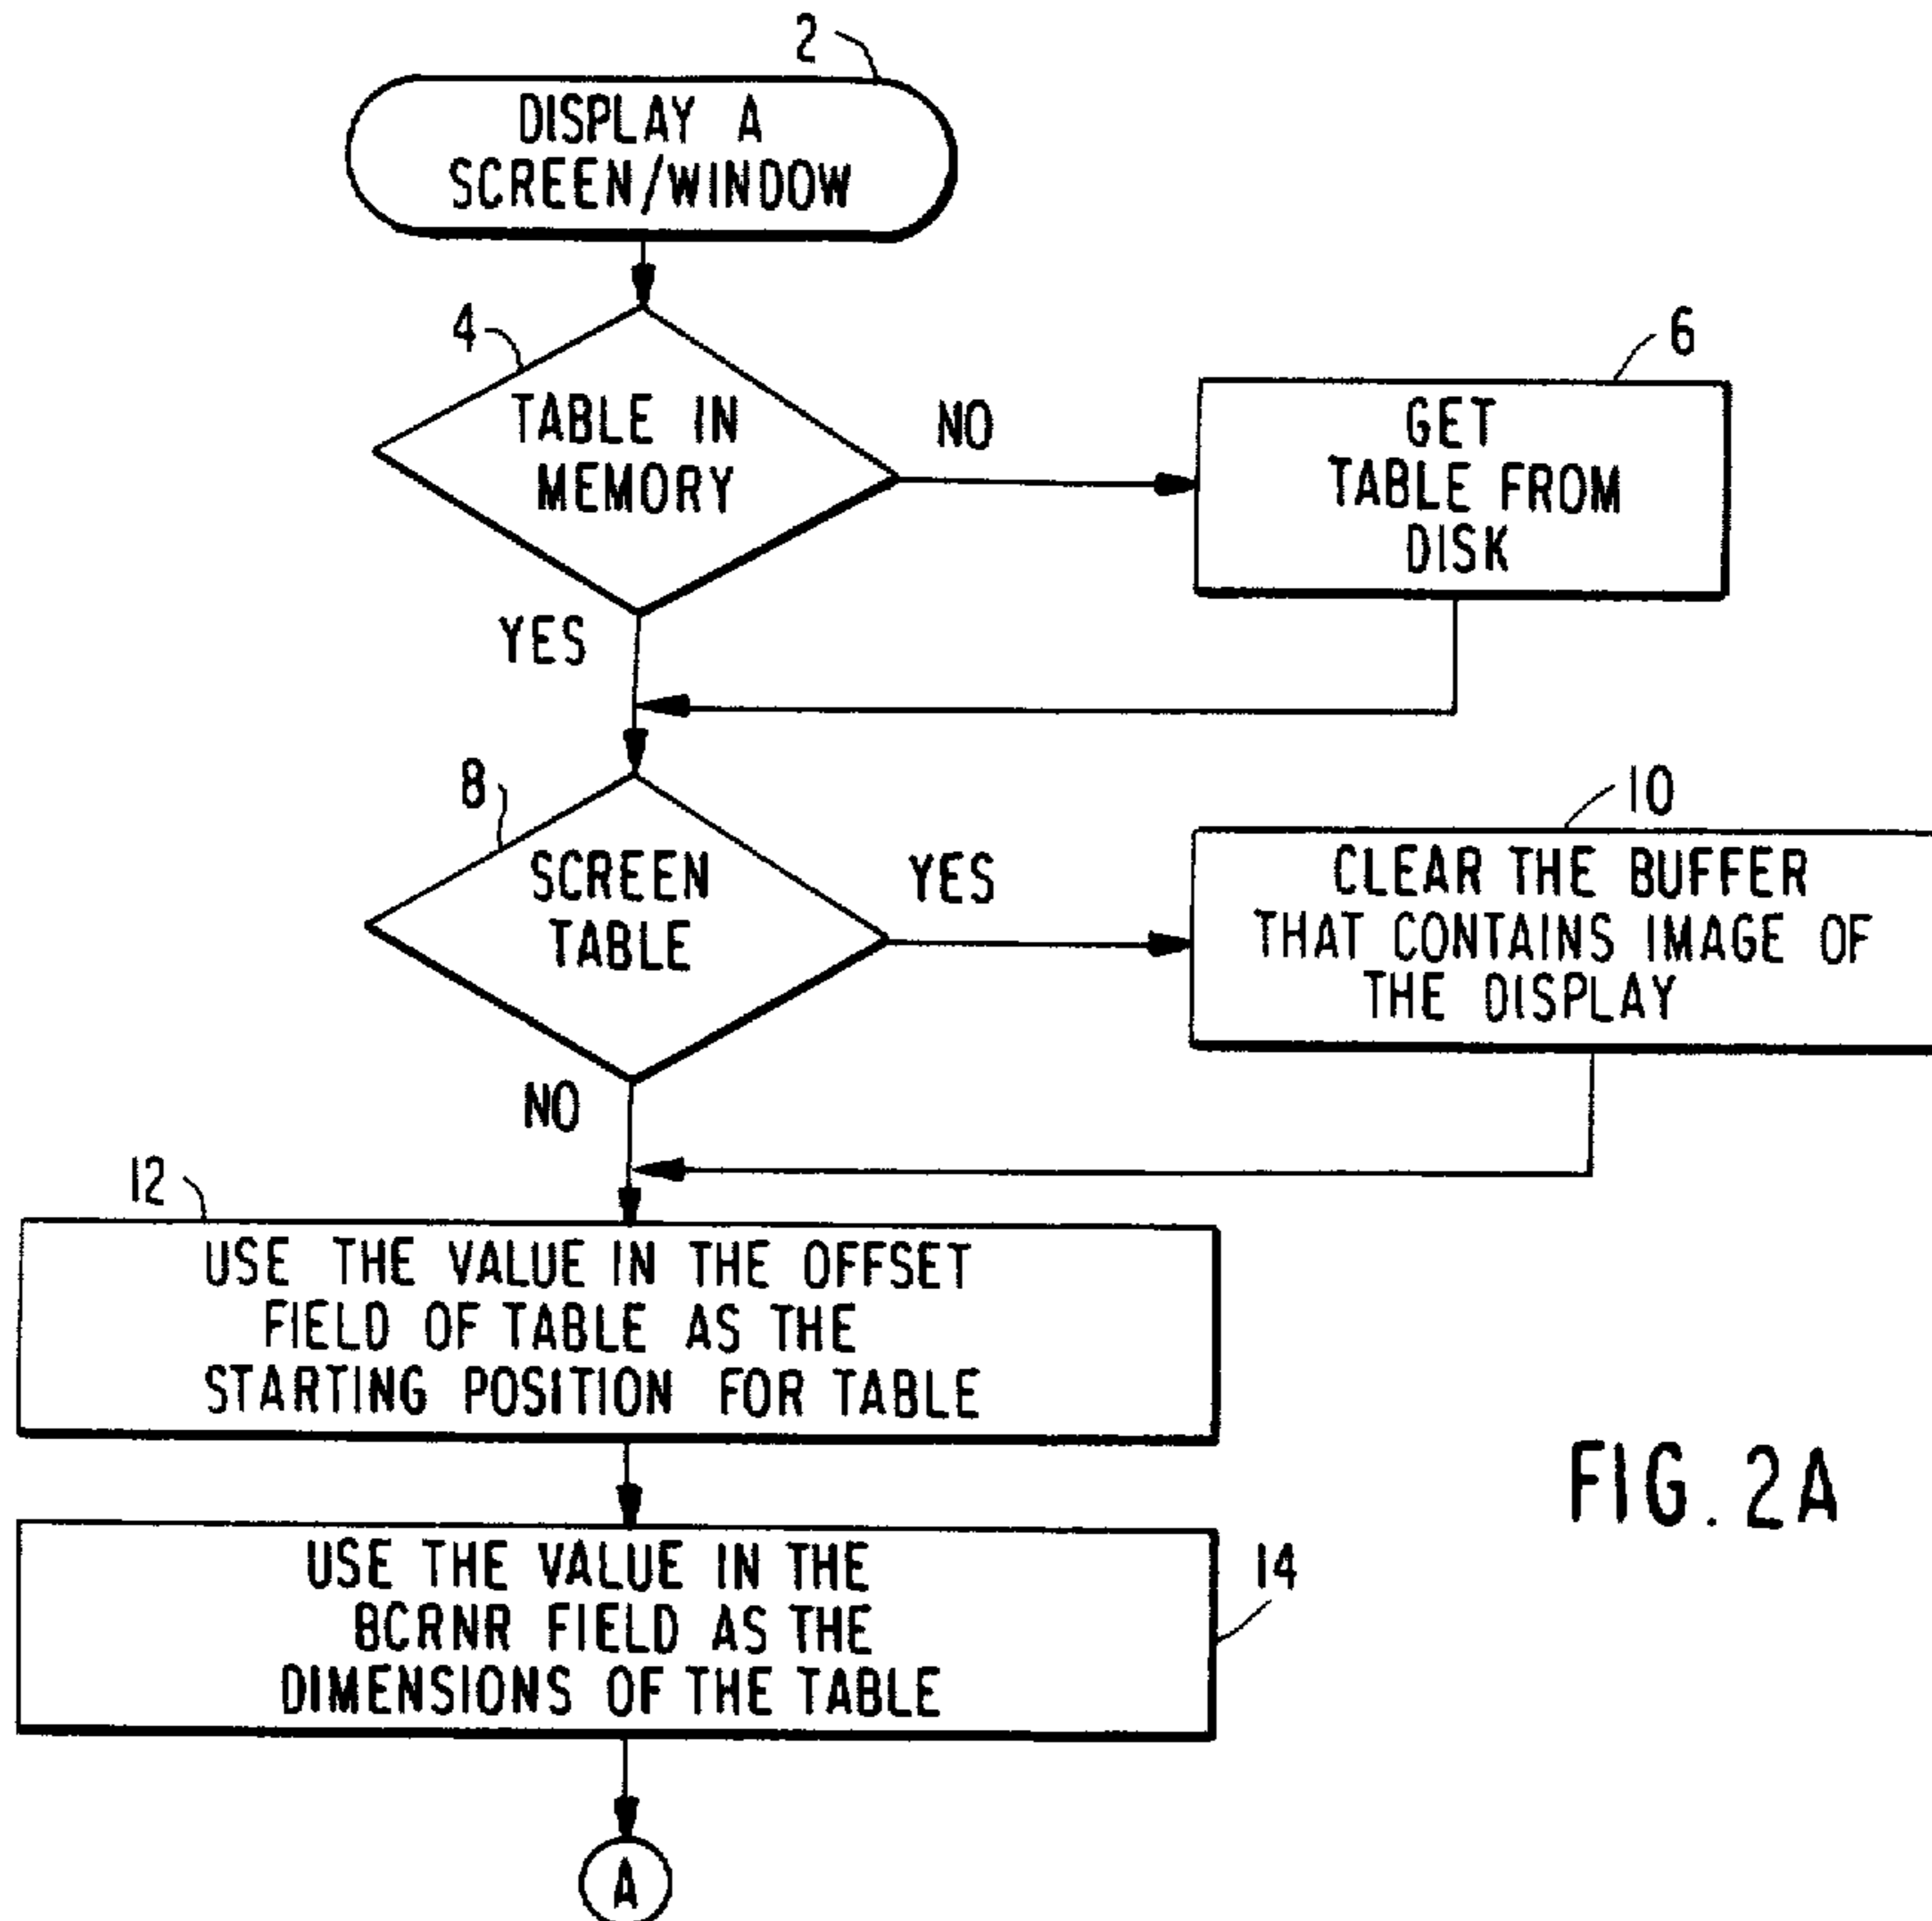 2
DISPLAY A
SCREEN/WINDOW
4
TABLE IN
MEMORY
NO
6
GET
TABLE FROM
DISK
YES
8
SCREEN
TABLE
YES
10
CLEAR THE BUFFER
THAT CONTAINS IMAGE OF
THE DISPLAY
NO
12
USE THE VALUE IN THE OFFSET
FIELD OF TABLE AS THE
STARTING POSITION FOR TABLE
FIG. 2A
14
USE THE VALUE IN THE
BCRNR FIELD AS THE
DIMENSIONS OF THE TABLE
A